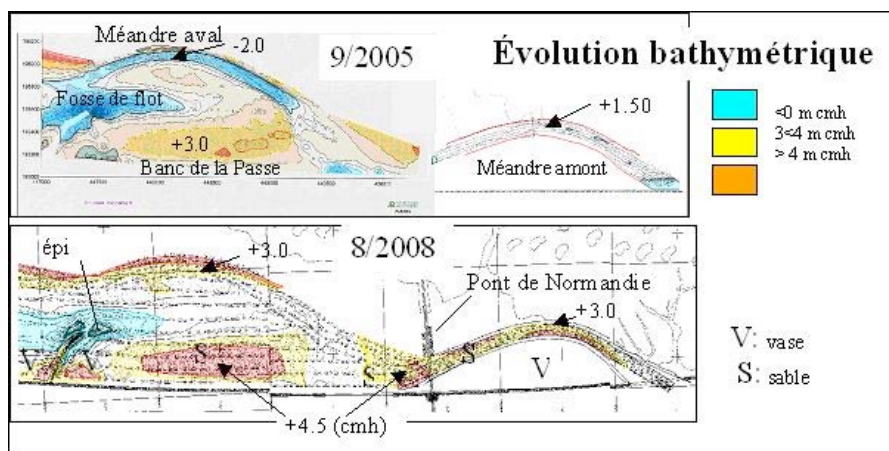 Méandre aval
-2.0
9/2005
Évolution bathymétrique
Fosse de flot
+3.0
Banc de la Passe
+1.50
Méandre amont
<0 m cmh
3<4 m cmh
>4 m cmh
épi
+3.0
8/2008
Pont de Normandie
+3.0
V
V
S
S
S
S
V
+4.5 (cmh)
V: vase
S: sable